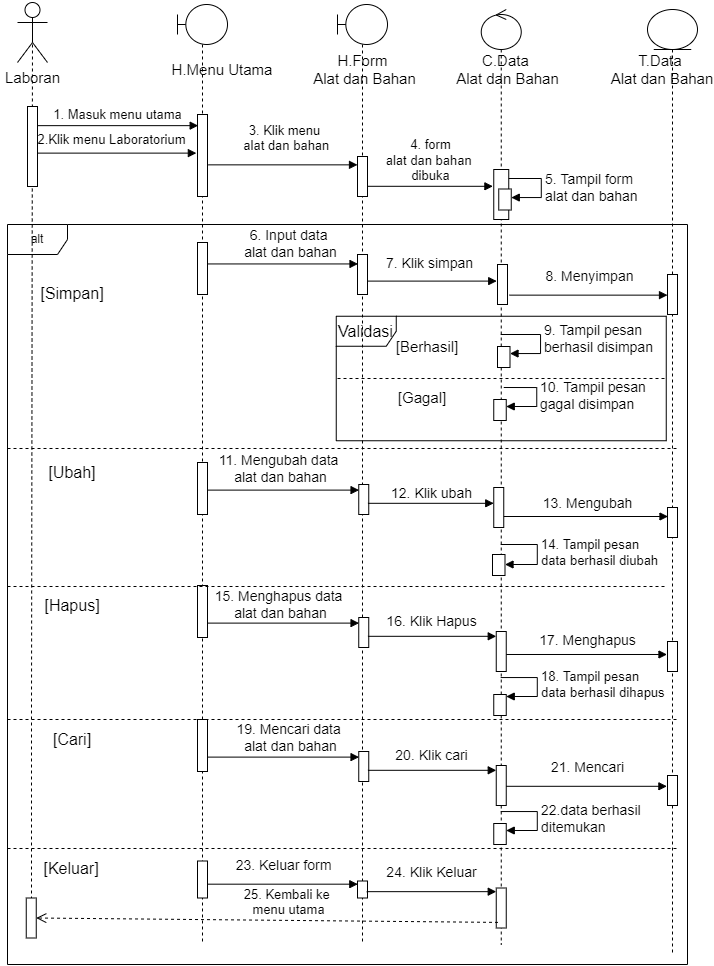 Laboran
H.Menu Utama
H.Form
Alat dan Bahan
C.Data
Alat dan Bahan
T.Data
Alat dan Bahan
1. Masuk menu utama
2.Klik menu Laboratorium
3. Klik menu
alat dan bahan
4. form
alat dan bahan
dibuka
5. Tampil form
alat dan bahan
alt
[Simpan]
6. Input data
alat dan bahan
7. Klik simpan
8. Menyimpan
Validasi
[Berhasil]
9. Tampil pesan
berhasil disimpan
[Gagal]
10. Tampil pesan
gagal disimpan
[Ubah]
11. Mengubah data
alat dan bahan
12. Klik ubah
13. Mengubah
14. Tampil pesan
data berhasil diubah
[Hapus]
15. Menghapus data
alat dan bahan
16. Klik Hapus
17. Menghapus
18. Tampil pesan
data berhasil dihapus
[Cari]
19. Mencari data
alat dan bahan
20. Klik cari
21. Mencari
22.data berhasil
ditemukan
[Keluar]
23. Keluar form
24. Klik Keluar
25. Kembali ke
menu utama